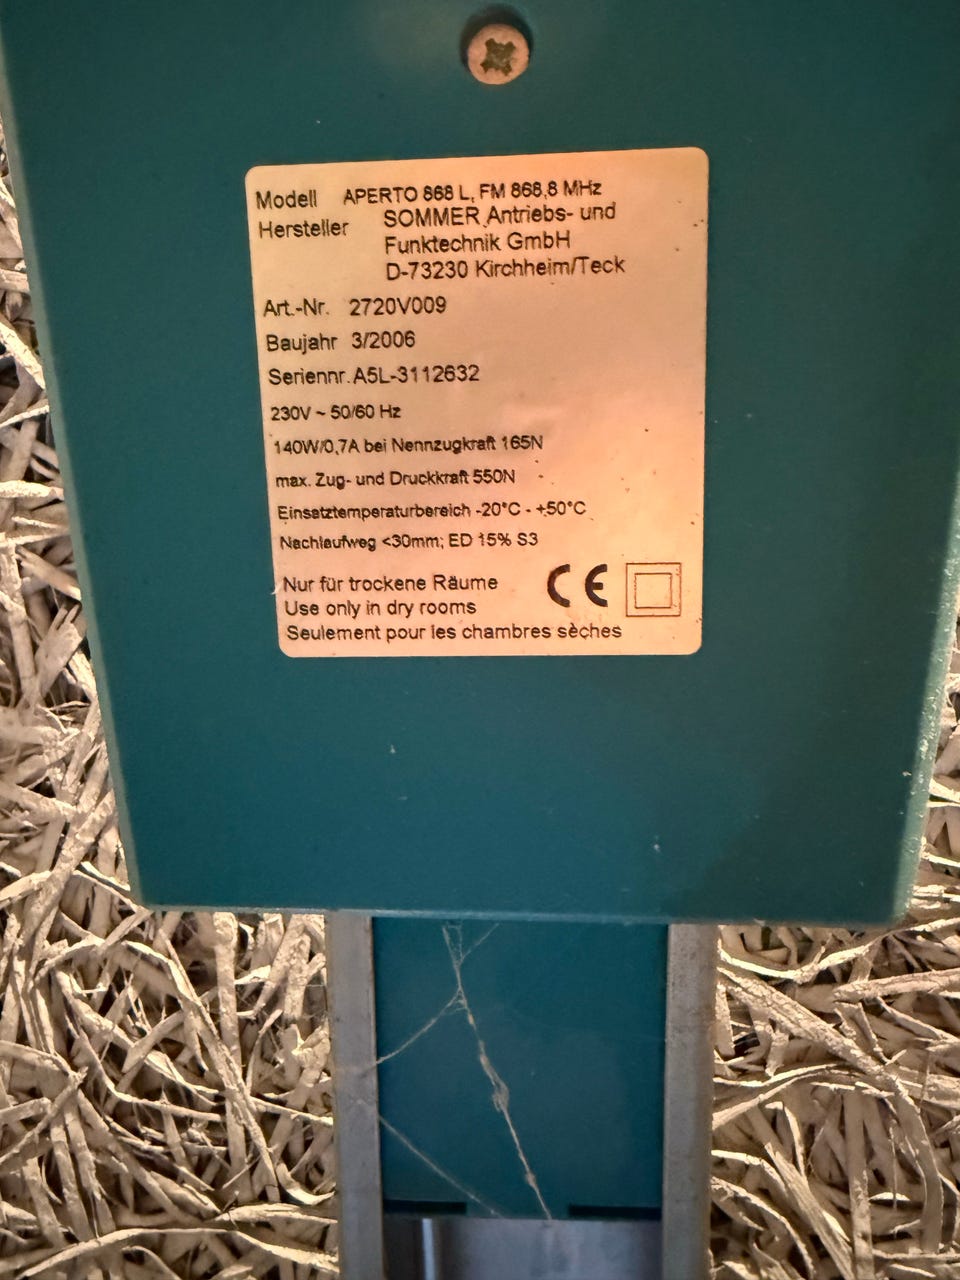 Modell APERTO 868 L, FM 868,8 MHz
Hersteller SOMMER Antriebs- und
Funktechnik GmbH
D-73230 Kirchheim/Teck
Art.-Nr. 2720V009
Baujahr 3/2006
Seriennr. A5L-3112632
230V ~ 50/60 Hz
140W/0,7A bei Nennzugkraft 165N
max. Zug- und Druckkraft 550N
Einsatztemperaturbereich -20°C - +50°C
Nachlaufweg <30mm; ED 15% S3
Nur für trockene Räume
Use only in dry rooms
Seulement pour les chambres sèches
CE